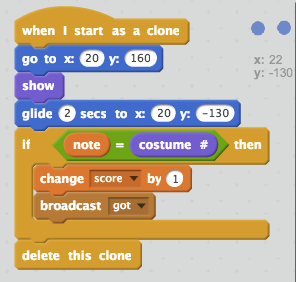 when I start as a clone
go to x: 20 y: 160
show
glide 2 secs to x: 20 y: -130
if note = costume # then
change score by 1
broadcast got
delete this clone
x: 22
y: -130